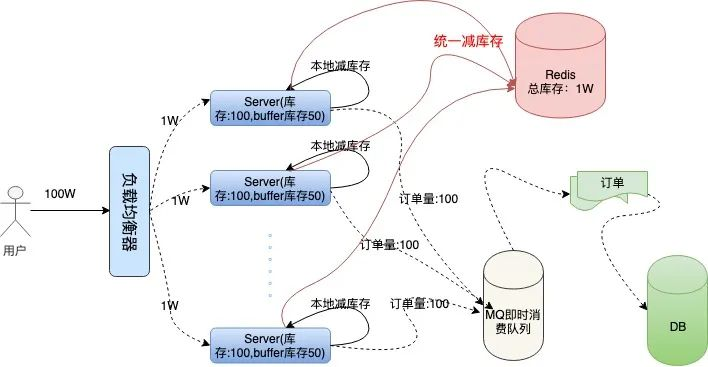 统一减库存
Redis
总库存：1W
本地减库存
Server(库
存:100,buffer库存50)
1W
本地减库存
Server(库
存:100,buffer库存50)
1W
负载均衡器
100W
用户
订单量:100
订单量:100
订单
本地减库存
订单量:100
1W
Server(库
存:100,buffer库存50)
MQ即时消
费队列
DB